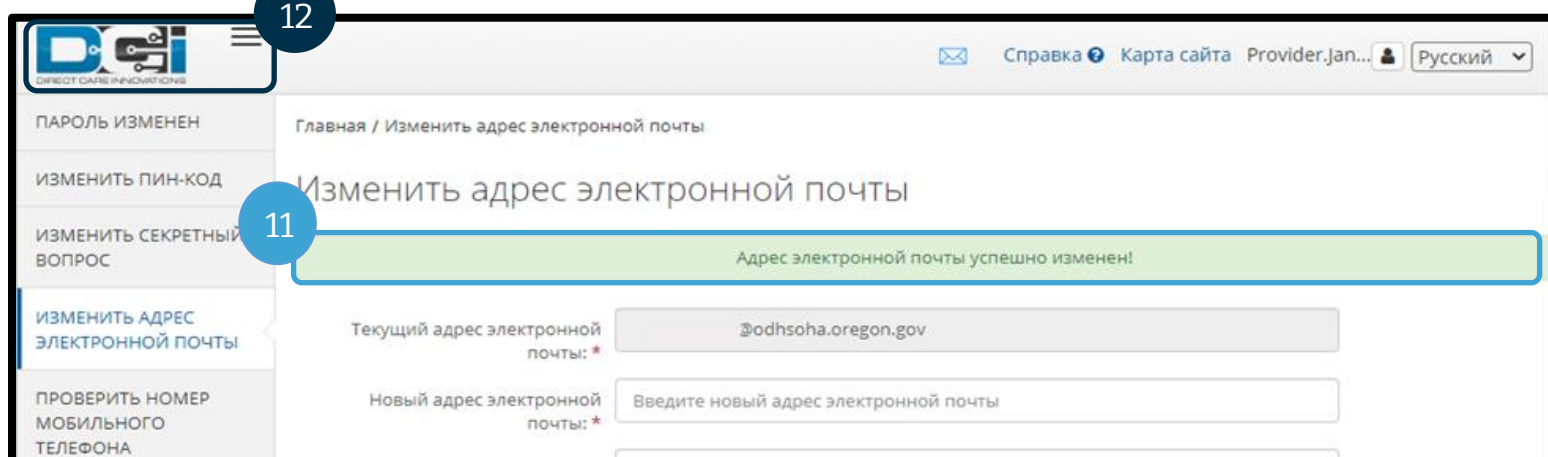 12
DCI
DIRECT CARE INNOVATIONS
Справка ? Карта сайта Provider.Jan... Русский
ПАРОЛЬ ИЗМЕНЕН
ИЗМЕНИТЬ ПИН-КОД
ИЗМЕНИТЬ СЕКРЕТНЫЙ
ВОПРОС
ИЗМЕНИТЬ АДРЕС
ЭЛЕКТРОННОЙ ПОЧТЫ
ПРОВЕРИТЬ НОМЕР
МОБИЛЬНОГО
ТЕЛЕФОНА
Главная / Изменить адрес электронной почты
Изменить адрес электронной почты
11
Адрес электронной почты успешно изменен!
Текущий адрес электронной
почты: *
@odhsoha.oregon.gov
Новый адрес электронной
почты: *
Введите новый адрес электронной почты